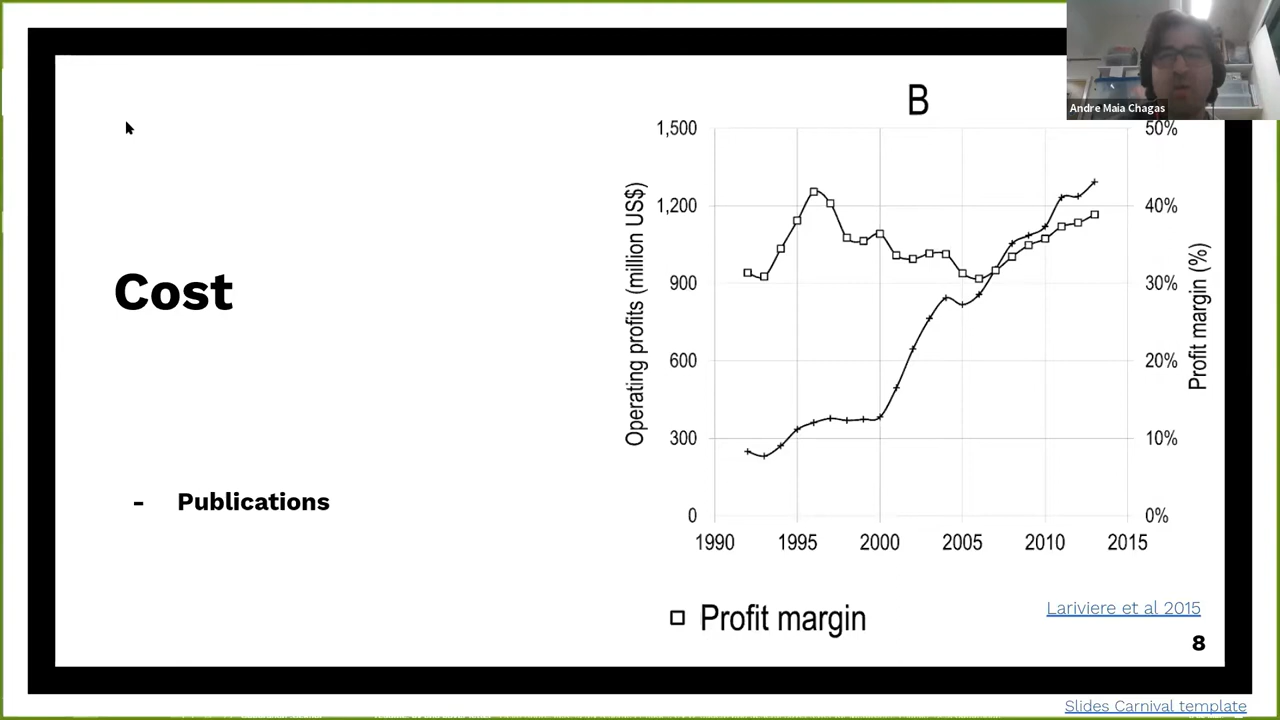 Andre Maia Chagas
B
1,500
1,200
900
600
300
0
Operating profits (million US$)
50%
40%
30%
20%
10%
0%
Profit margin (%)
1990 1995 2000 2005 2010 2015
Cost
- Publications
Profit margin
Lariviere et al 2015
8
Slides Carnival template